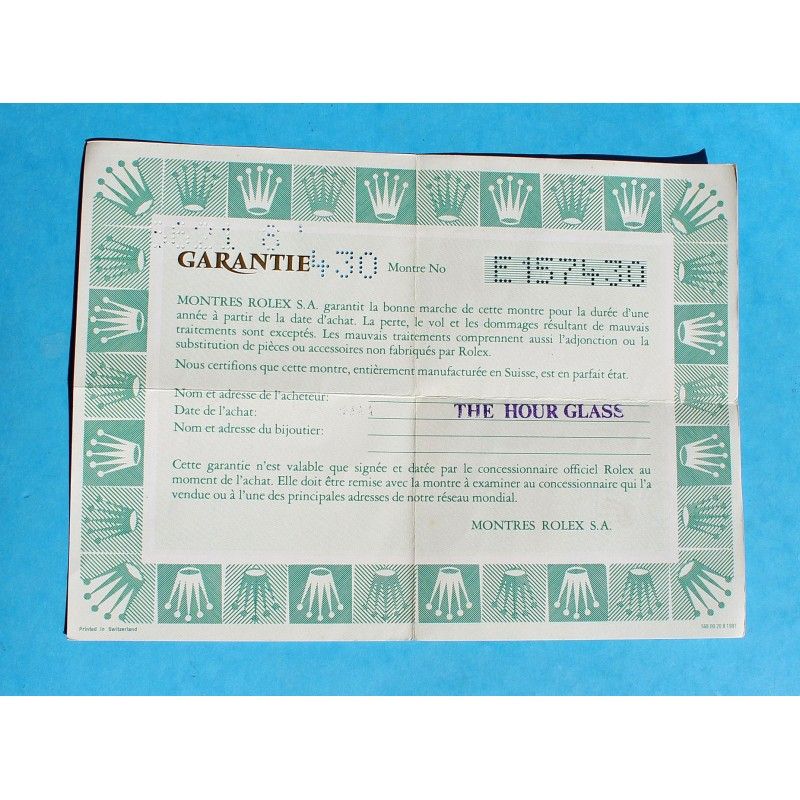 430
GARANTIE Montre No E157430
MONTRES ROLEX S.A. garantit la bonne marche de cette montre pour la durée d'une
année à partir de la date d'achat. La perte, le vol et les dommages résultant de mauvais
traitements sont exceptés. Les mauvais traitements comprennent aussi l'adjonction ou la
substitution de pièces ou accessoires non fabriqués par Rolex.
Nous certifions que cette montre, entièrement manufacturée en Suisse, est en parfait état.
Nom et adresse de l'acheteur:
Date de l'achat: THE HOUR GLASS
Nom et adresse du bijoutier:
Cette garantie n'est valable que signée et datée par le concessionnaire officiel Rolex au
moment de l'achat. Elle doit être remise avec la montre à examiner au concessionnaire qui l'a
vendue ou à l'une des principales adresses de notre réseau mondial.
MONTRES ROLEX S.A.
Printed in Switzerland